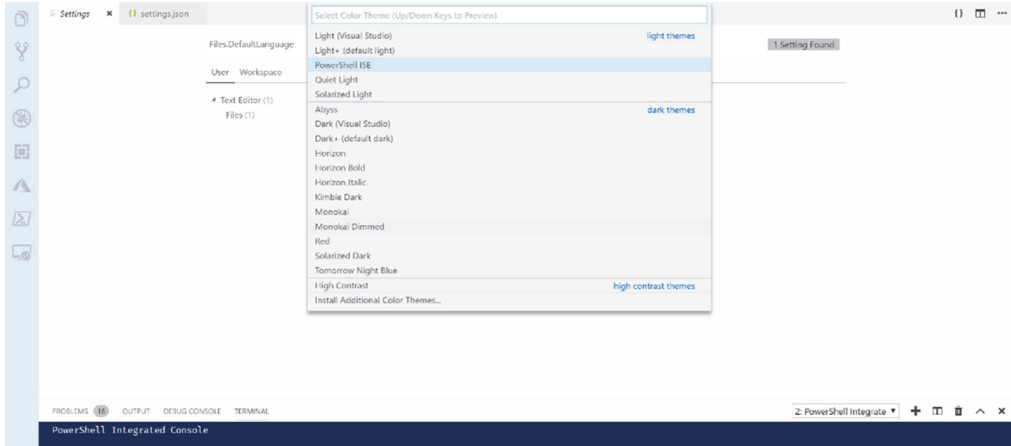 Settings
{} settings.json
Select Color Theme (Up/Down Keys to Preview)
Files.DefaultLanguage
1 Setting Found
User Workspace
Text Editor (1)
Files (1)
Light (Visual Studio) light themes
Light+ (default light)
PowerShell ISE
Quiet Light
Solarized Light
Abyss dark themes
Dark (Visual Studio)
Dark+ (default dark)
Horizon
Horizon Bold
Horizon Italic
Kimbie Dark
Monokai
Monokai Dimmed
Red
Solarized Dark
Tomorrow Night Blue
High Contrast high contrast themes
Install Additional Color Themes...
PROBLEMS 16 OUTPUT DEBUG CONSOLE TERMINAL 2: PowerShell Integrate
PowerShell Integrated Console